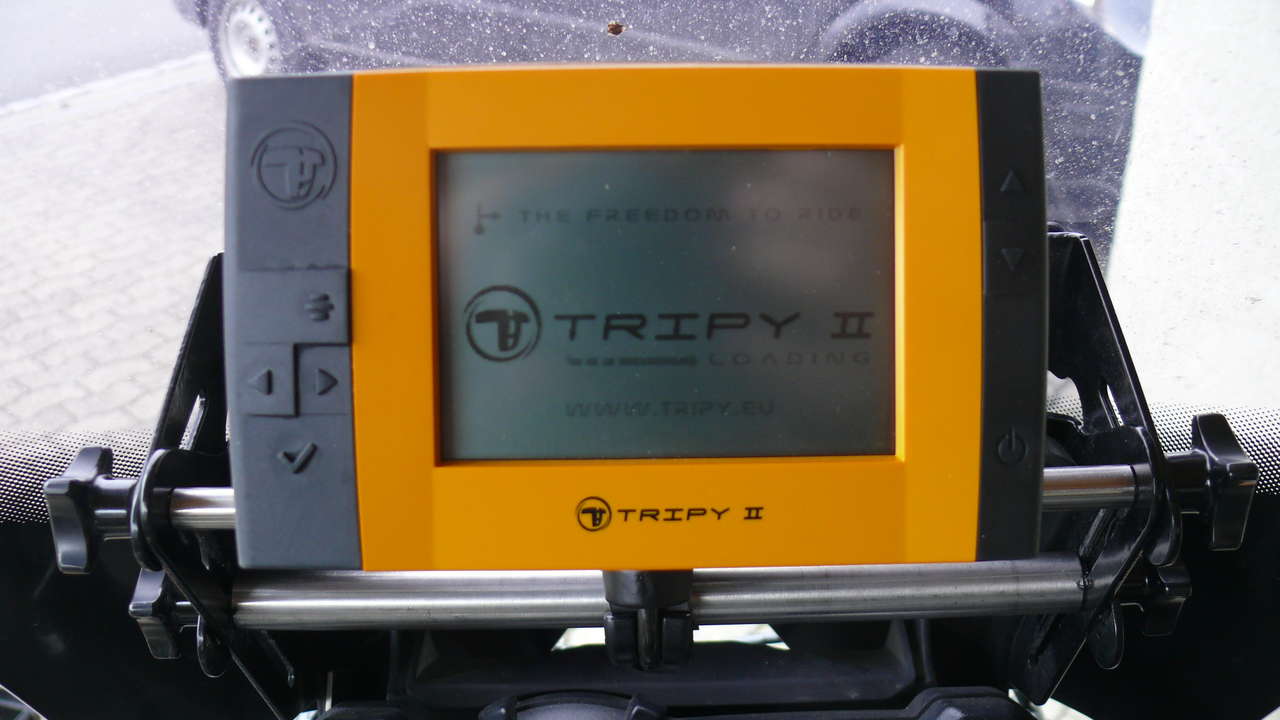 THE FREEDOM TO RIDE
TRIPY II
LOADING
WWW.TRIPY.EU
TRIPY II